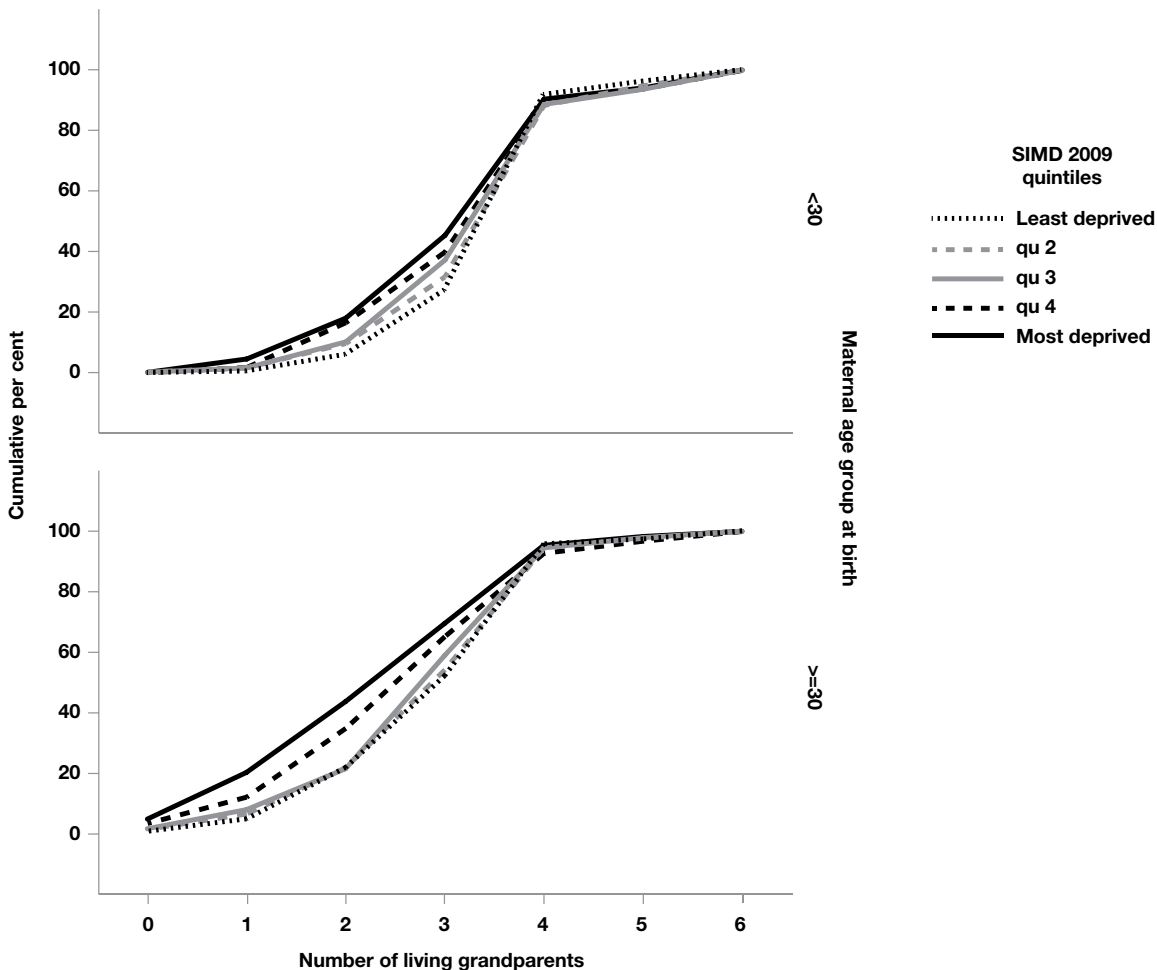 100
80
60
40
20
0
<30
100
80
60
40
20
0
>=30
0 1 2 3 4 5 6
Number of living grandparents
Cumulative per cent
Maternal age group at birth
SIMD 2009
quintiles
Least deprived
qu 2
qu 3
qu 4
Most deprived